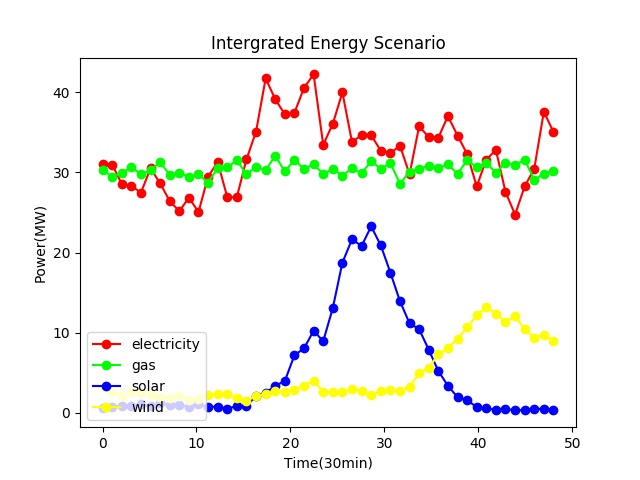 Intergrated Energy Scenario
Power(MW)
40
30
20
10
0
electricity
gas
solar
wind
0 10 20 30 40 50
Time(30min)